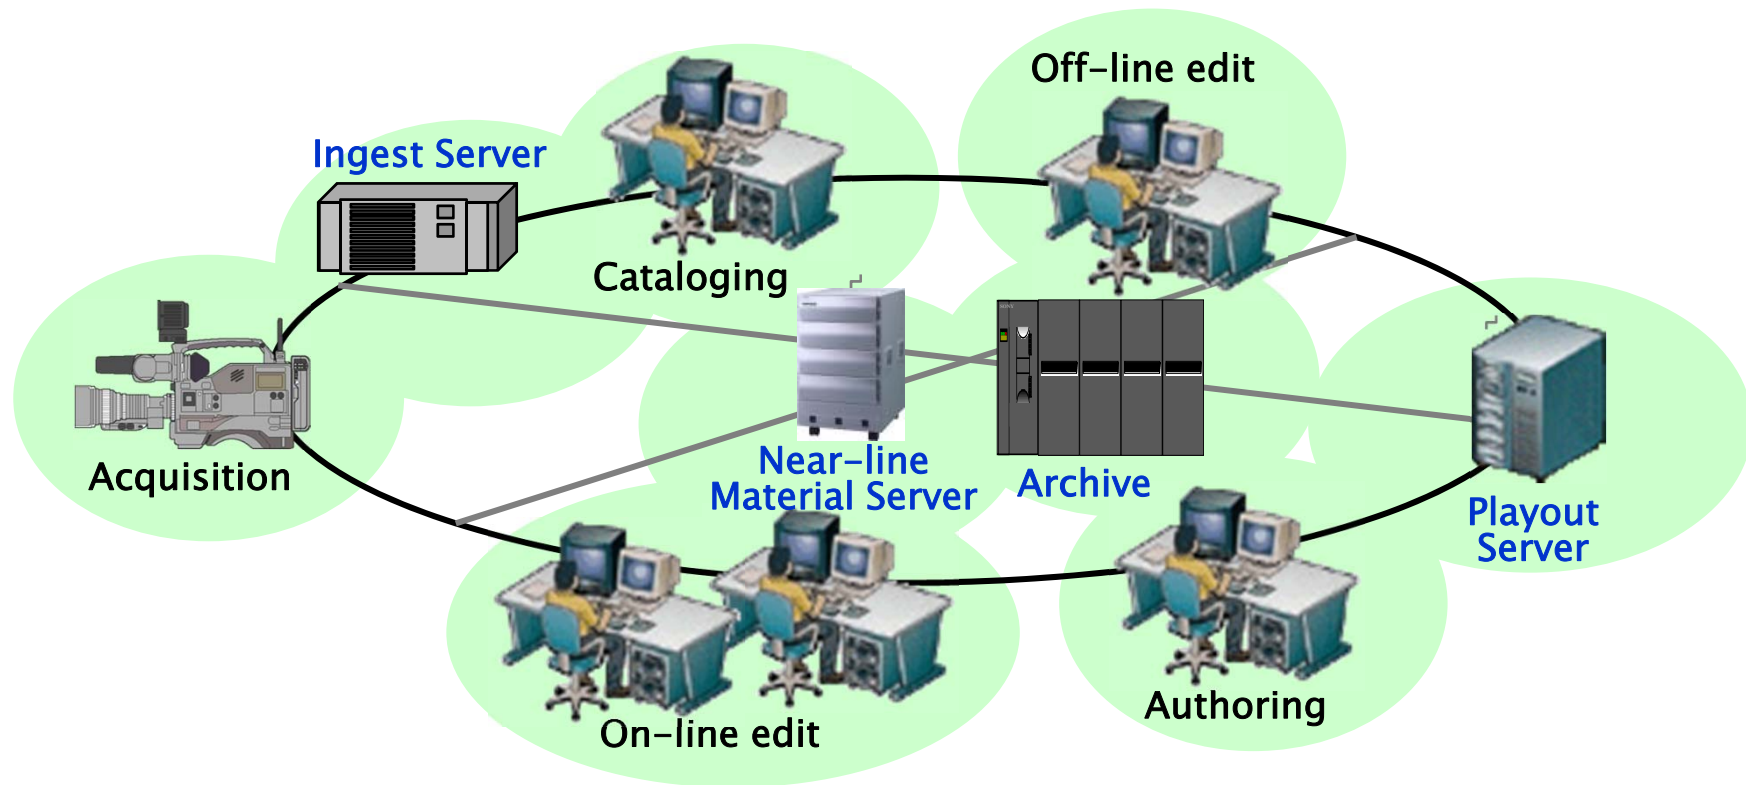 Off-line edit
Ingest Server
Cataloging
Near-line
Material Server
Archive
Acquisition
Playout
Server
Authoring
On-line edit